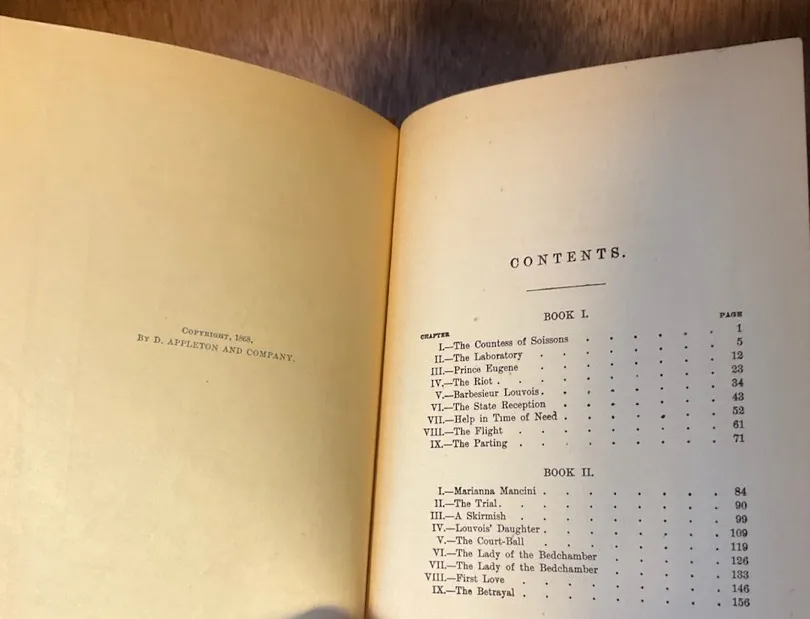 COPYRIGHT, 1868,
BY D. APPLETON AND COMPANY.
CONTENTS.
BOOK I.
CHAPTER PAGE
I.—The Countess of Soissons . . . . . . 1
II.—The Laboratory . . . . . . . 5
III.—Prince Eugene . . . . . . . 12
IV.—The Riot . . . . . . . . 23
V.—Barbesieur Louvois . . . . . . . 34
VI.—The State Reception . . . . . . 43
VII.—Help in Time of Need . . . . . . 52
VIII.—The Flight . . . . . . . 61
IX.—The Parting . . . . . . . . 71
BOOK II.
I.—Marianna Mancini . . . . . . . 84
II.—The Trial . . . . . . . . 90
III.—A Skirmish . . . . . . . . 99
IV.—Louvois' Daughter . . . . . . . 109
V.—The Court-Ball . . . . . . . 119
VI.—The Lady of the Bedchamber . . . . . 126
VII.—The Lady of the Bedchamber . . . . . 133
VIII.—First Love . . . . . . . . 146
IX.—The Betrayal . . . . . . . . 156